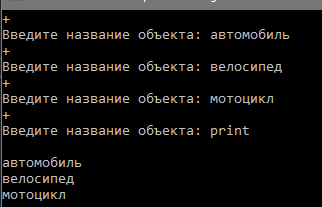 +
Введите название объекта: автомобиль
+
Введите название объекта: велосипед
+
Введите название объекта: мотоцикл
+
Введите название объекта: print
автомобиль
велосипед
мотоцикл